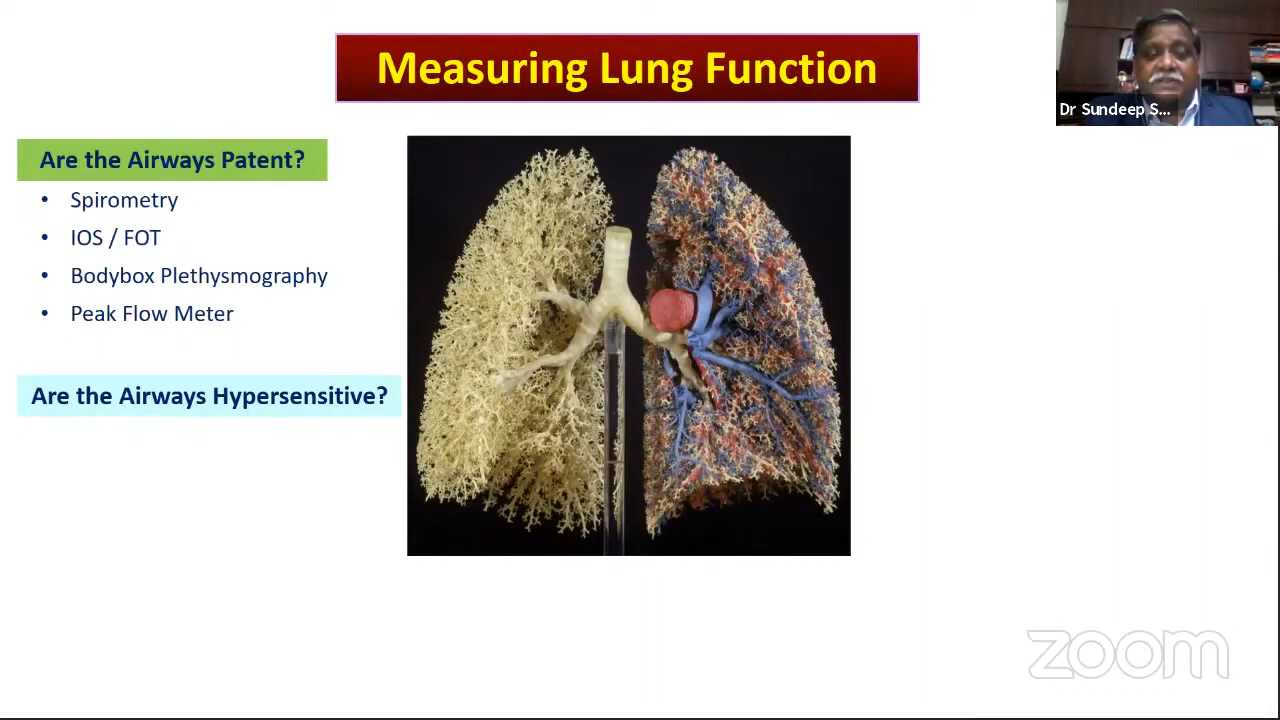 Measuring Lung Function
Dr Sundeep S...
Are the Airways Patent?
• Spirometry
• IOS / FOT
• Bodybox Plethysmography
• Peak Flow Meter
Are the Airways Hypersensitive?
zoom